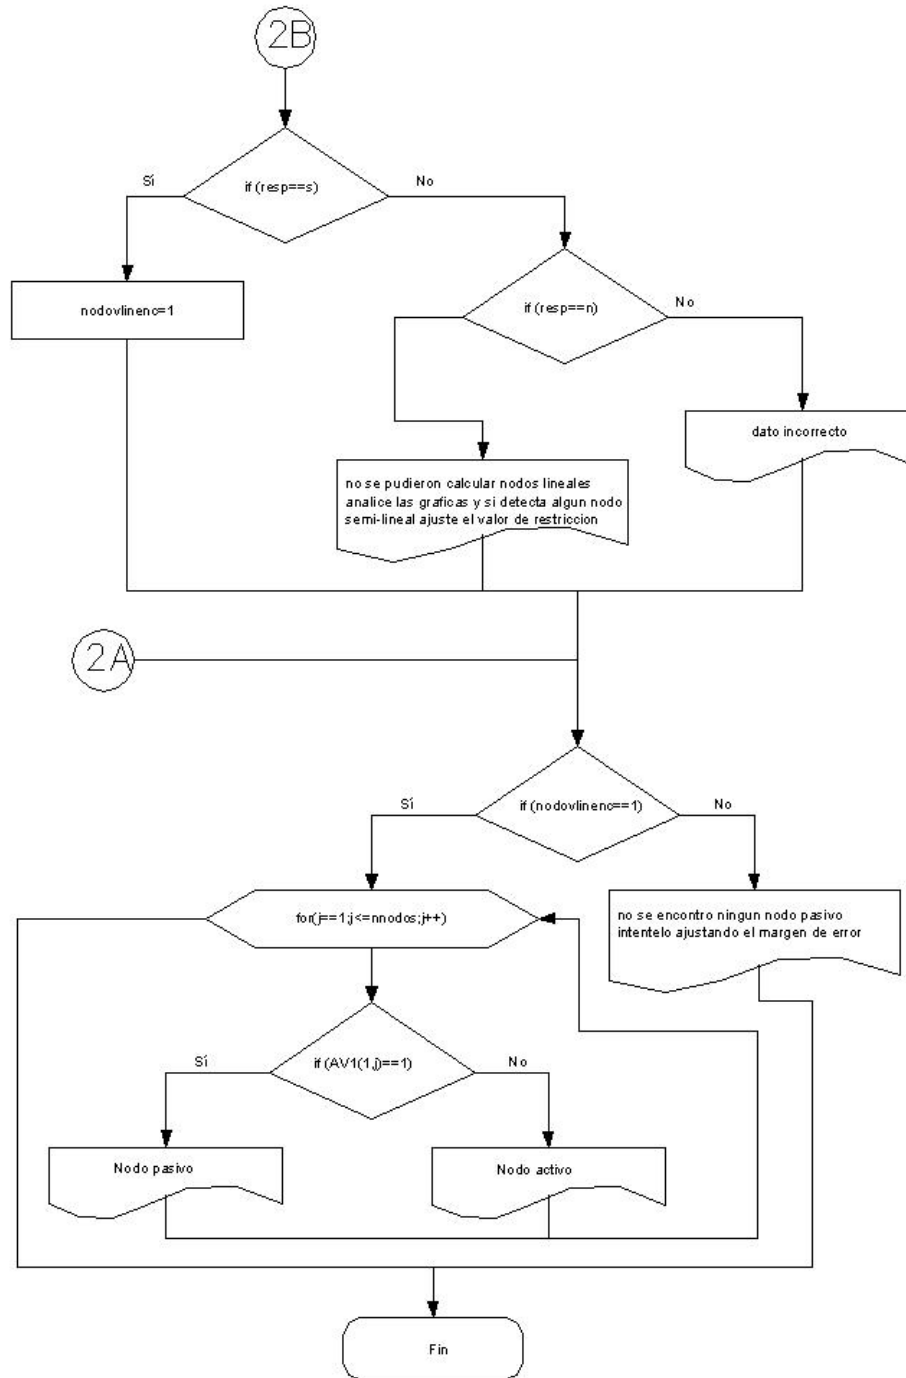 2B
if (resp==s)
Sí
No
nodovlinenc=1
if (resp==n)
No
dato incorrecto
no se pudieron calcular nodos lineales
analice las graficas y si detecta algun nodo
semi-lineal ajuste el valor de restriccion
2A
if (nodovlinenc==1)
Sí
No
for(j==1;j<=nnodos;j++)
no se encontro ningun nodo pasivo
intentelo ajustando el margen de error
if (AV1(1,j)==1)
Sí
No
Nodo pasivo
Nodo activo
Fin